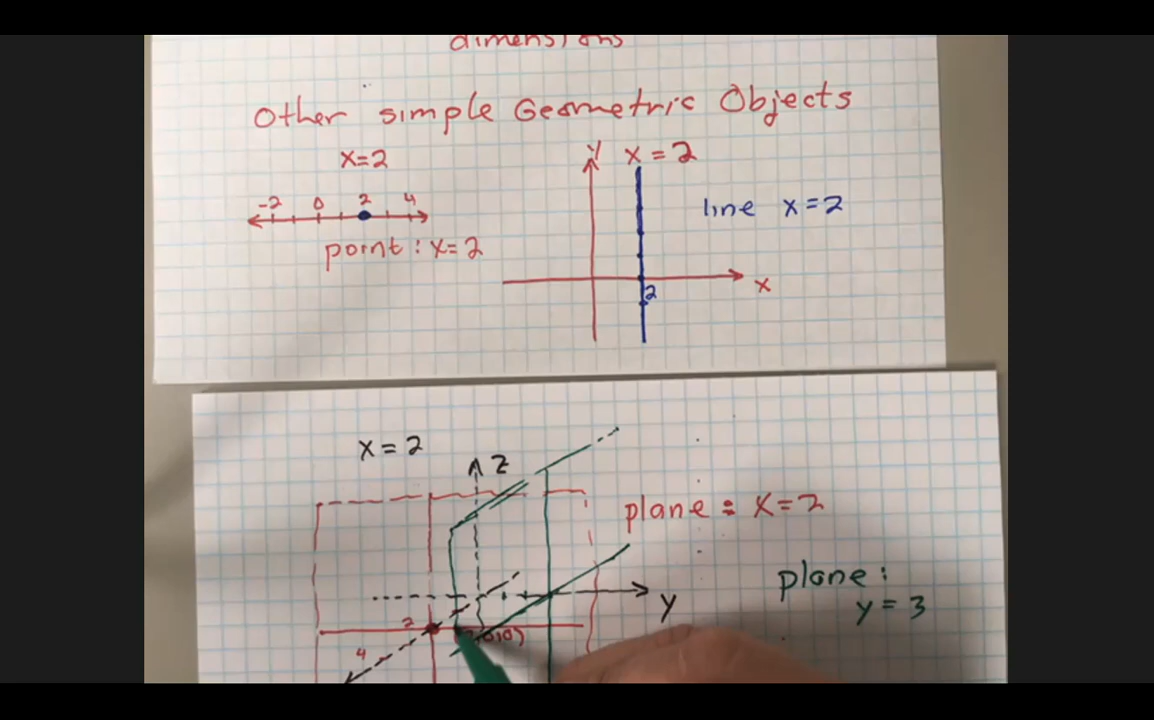 dimensions
Other simple Geometric Objects
x=2
-2 0 2 4
point : x=2
y
x = 2
line x=2
2
x
x = 2
z
plane : x=2
plane :
y = 3
y
2
4